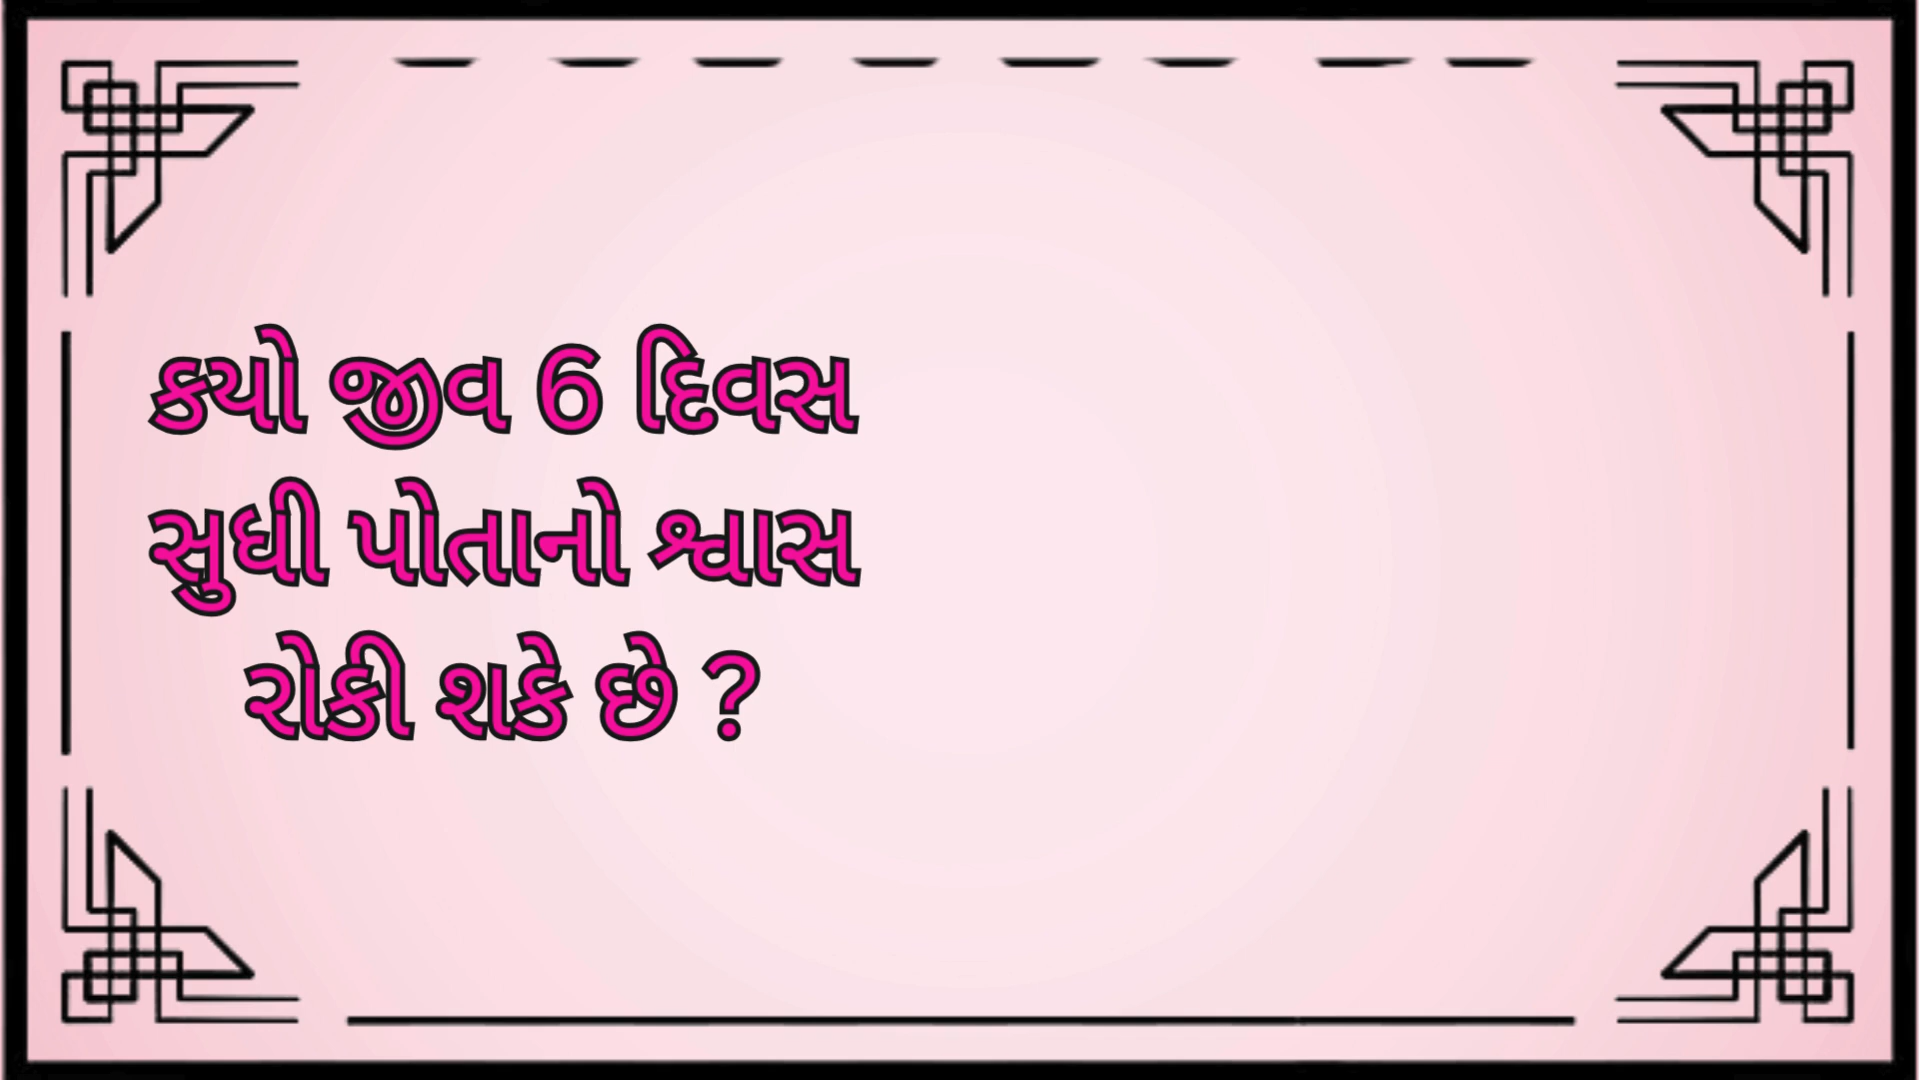 ક્યો જીવ 6 દિવસ
સુધી પોતાનો શ્વાસ
રોકી શકે છે ?